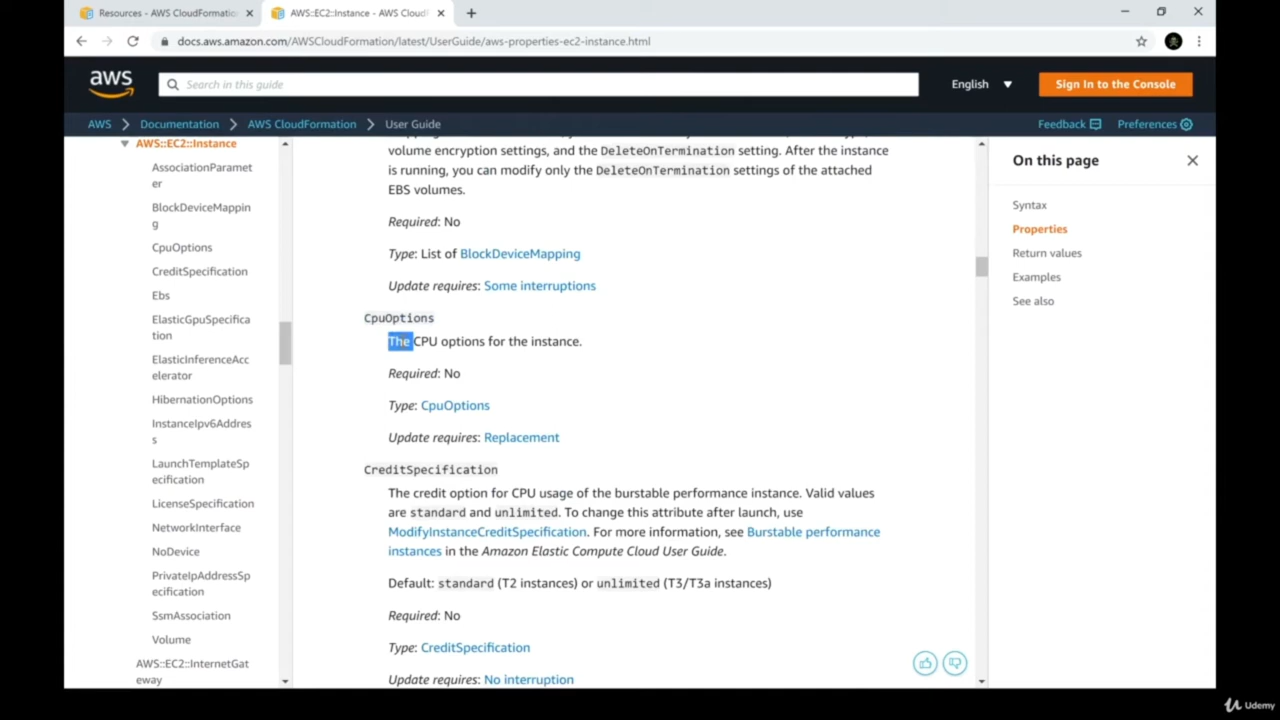 Resources - AWS CloudFormation
AWS::EC2::Instance - AWS CloudF
docs.aws.amazon.com/AWSCloudFormation/latest/UserGuide/aws-properties-ec2-instance.html
aws
Search in this guide
English
Sign In to the Console
AWS
Documentation
AWS CloudFormation
User Guide
Feedback
Preferences
AWS::EC2::Instance
AssociationParamet
er
BlockDeviceMappin
g
CpuOptions
CreditSpecification
Ebs
ElasticGpuSpecifica
tion
ElasticInferenceAcc
elerator
HibernationOptions
InstanceIpv6Addres
s
LaunchTemplateSp
ecification
LicenseSpecification
NetworkInterface
NoDevice
PrivateIpAddressSp
ecification
SsmAssociation
Volume
AWS::EC2::InternetGat
eway
volume encryption settings, and the DeleteOnTermination setting. After the instance
is running, you can modify only the DeleteOnTermination settings of the attached
EBS volumes.
Required: No
Type: List of BlockDeviceMapping
Update requires: Some interruptions
CpuOptions
The CPU options for the instance.
Required: No
Type: CpuOptions
Update requires: Replacement
CreditSpecification
The credit option for CPU usage of the burstable performance instance. Valid values
are standard and unlimited. To change this attribute after launch, use
ModifyInstanceCreditSpecification. For more information, see Burstable performance
instances in the Amazon Elastic Compute Cloud User Guide.
Default: standard (T2 instances) or unlimited (T3/T3a instances)
Required: No
Type: CreditSpecification
Update requires: No interruption
On this page
Syntax
Properties
Return values
Examples
See also
Udemy